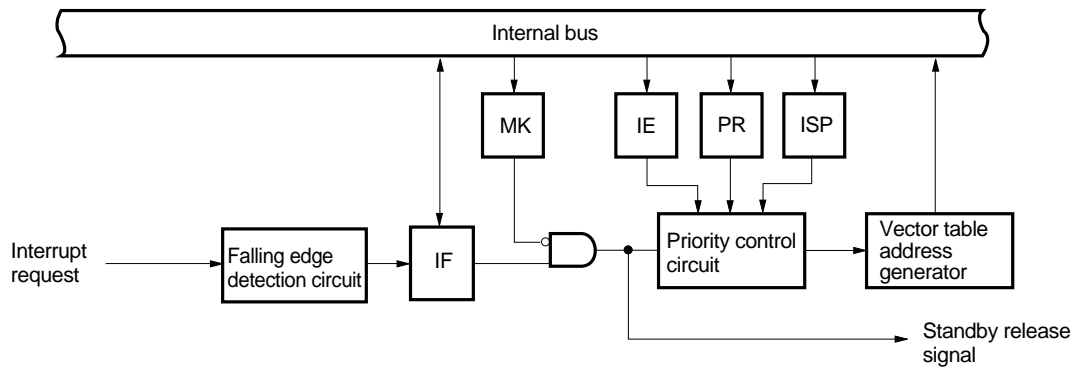 Internal bus
MK
IE
PR
ISP
Interrupt
request
Falling edge
detection circuit
IF
Priority control
circuit
Vector table
address
generator
Standby release
signal